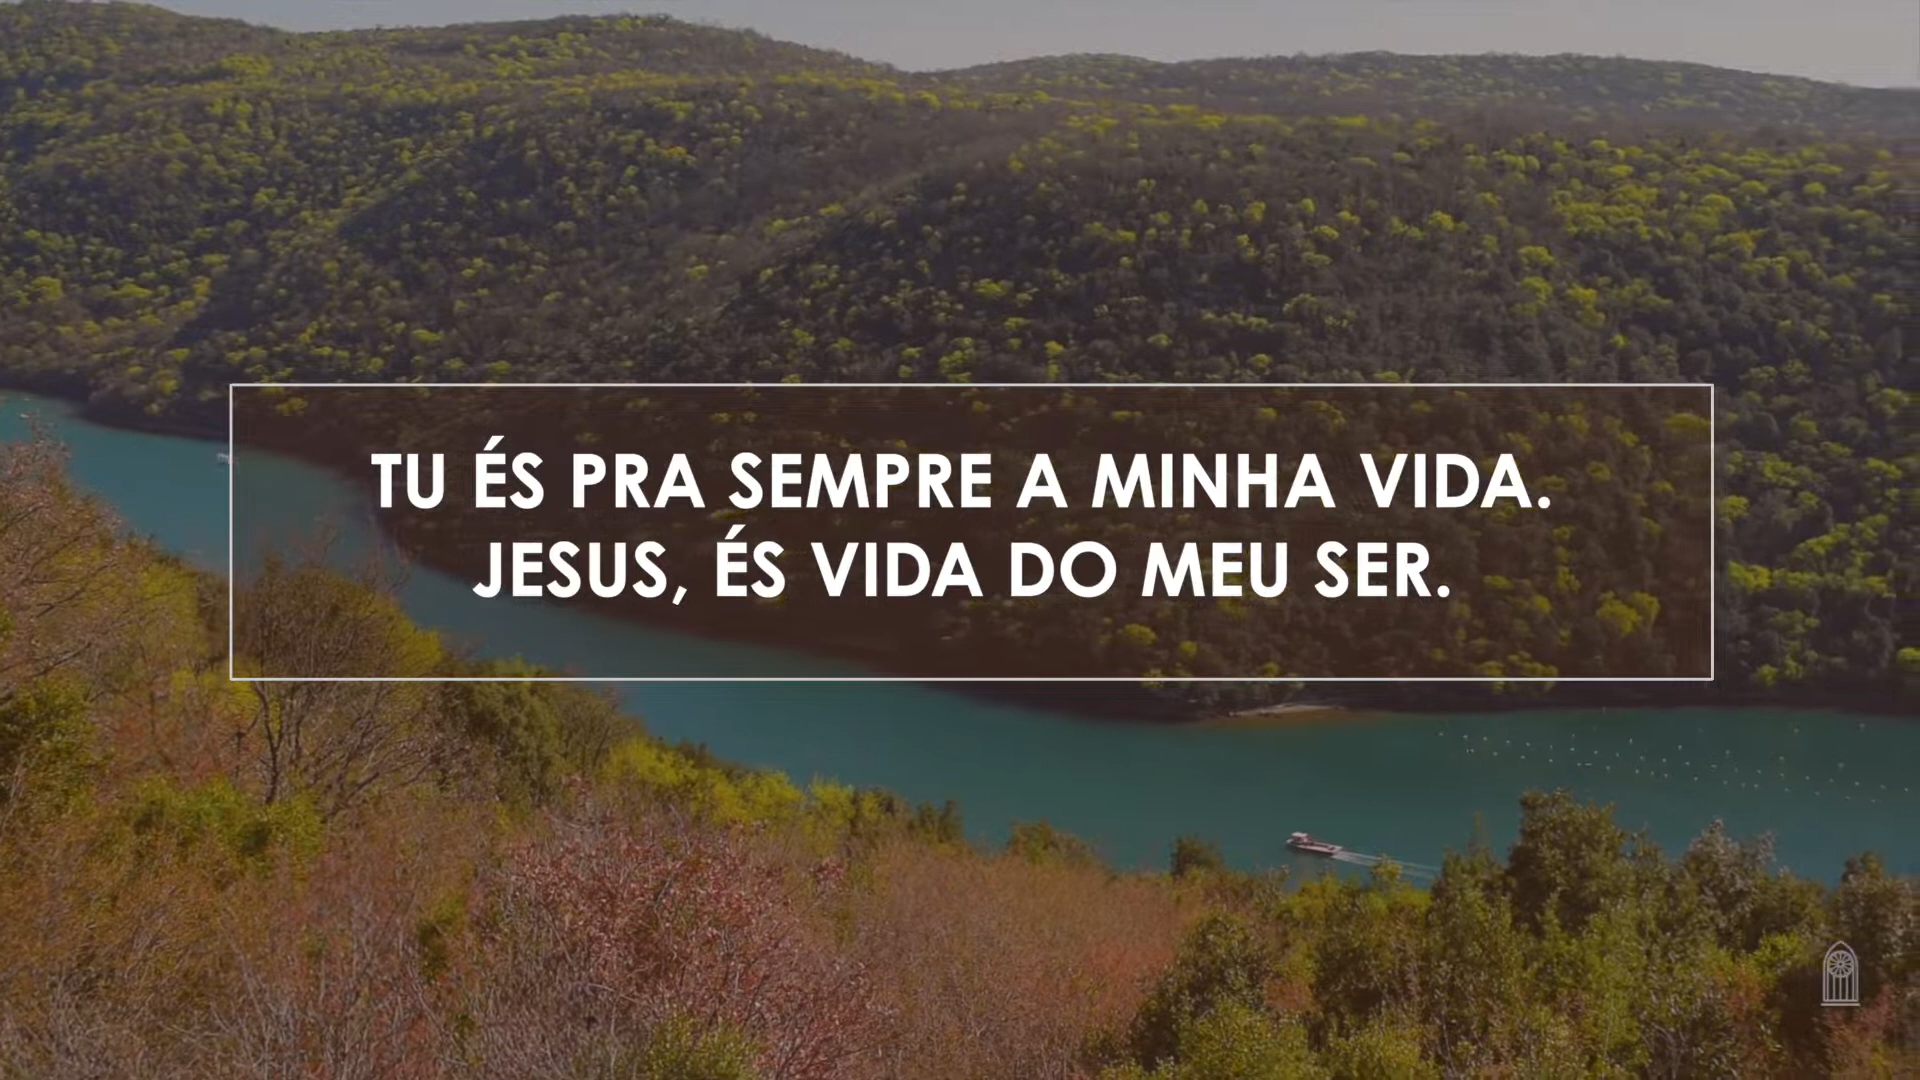 TU ÉS PRA SEMPRE A MINHA VIDA.
JESUS, ÉS VIDA DO MEU SER.